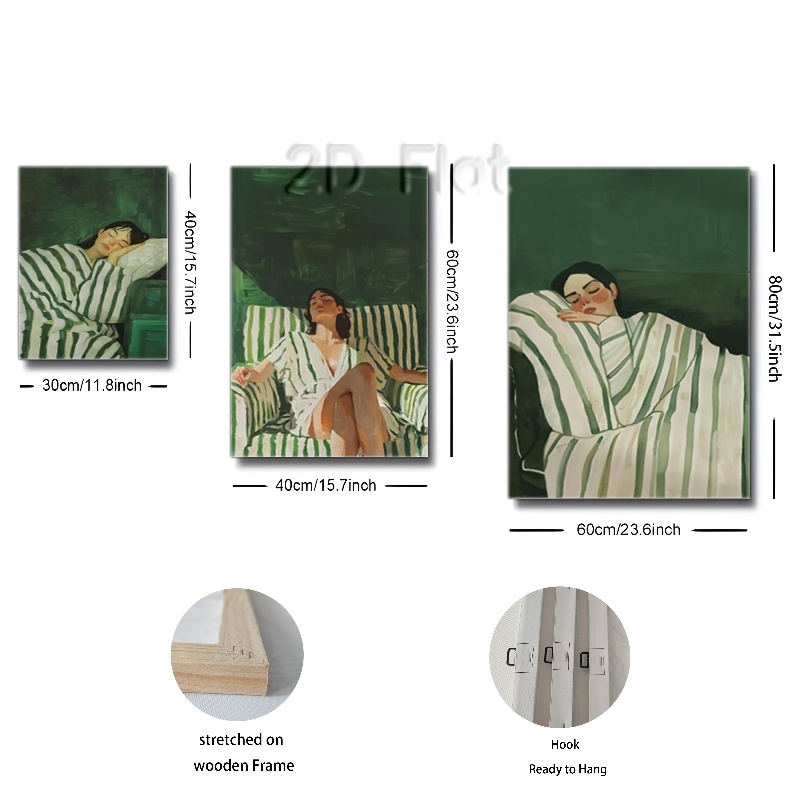 2D Flat
40cm/15.7inch
60cm/23.6inch
80cm/31.5inch
30cm/11.8inch
40cm/15.7inch
60cm/23.6inch
stretched on
wooden Frame
Hook
Ready to Hang